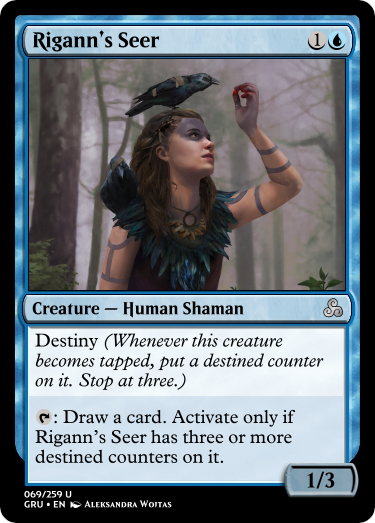 Rigann's Seer 1
Creature — Human Shaman
Destiny (Whenever this creature
becomes tapped, put a destined counter
on it. Stop at three.)
: Draw a card. Activate only if
Rigann's Seer has three or more
destined counters on it.
1/3
069/259 U
GRU • EN Aleksandra Wojtas